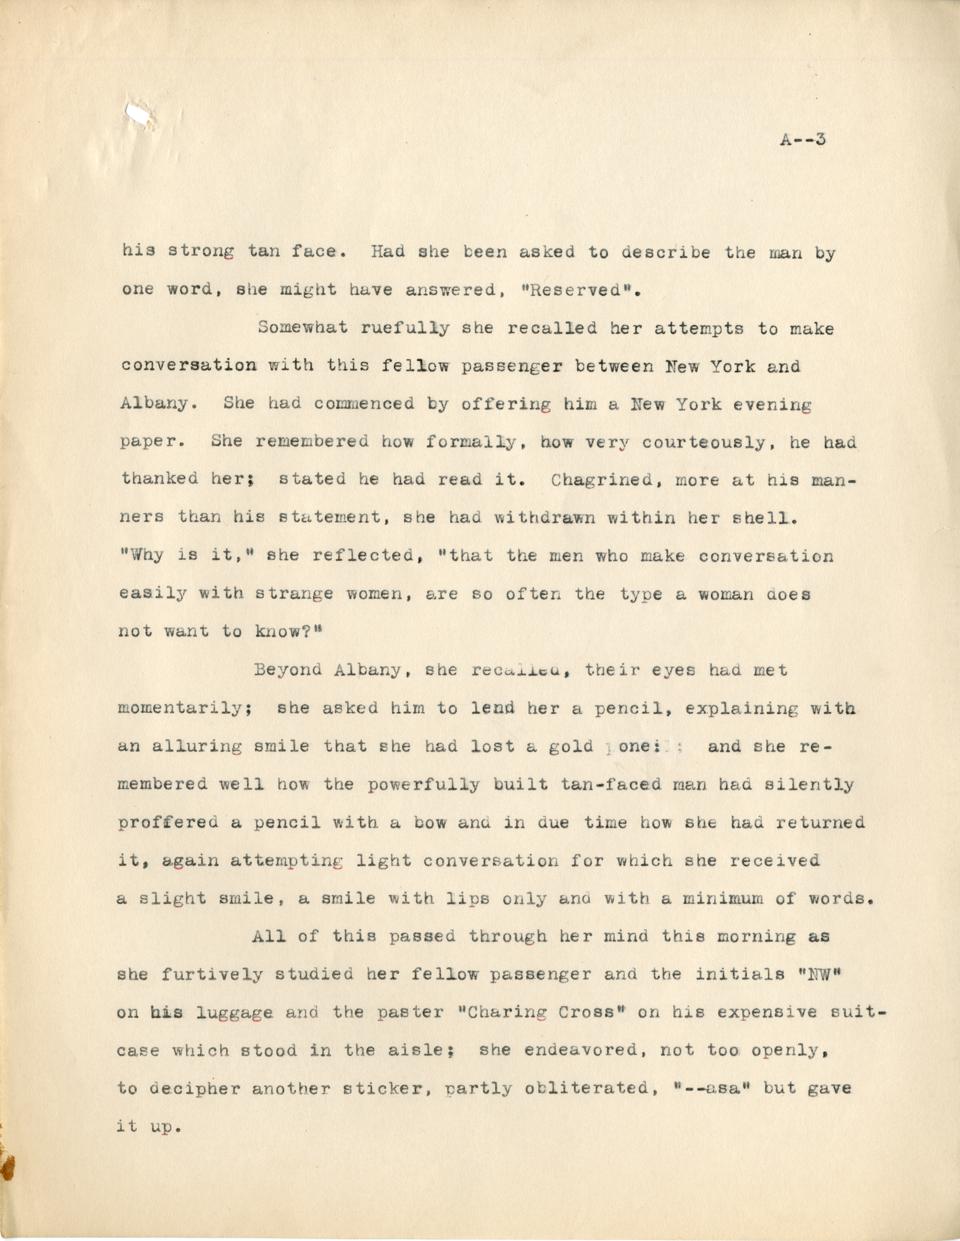 A--3
his strong tan face.  Had she been asked to describe the man by
one word, she might have answered, "Reserved".
Somewhat ruefully she recalled her attempts to make
conversation with this fellow passenger between New York and
Albany.  She had commenced by offering him a New York evening
paper.  She remembered how formally, how very courteously, he had
thanked her;  stated he had read it.  Chagrined, more at his man-
ners than his statement, she had withdrawn within her shell.
"Why is it," she reflected, "that the men who make conversation
easily with strange women, are so often the type a woman does
not want to know?"
Beyond Albany, she recalled, their eyes had met
momentarily;  she asked him to lend her a pencil, explaining with
an alluring smile that she had lost a gold one;  and she re-
membered well how the powerfully built tan-faced man had silently
proffered a pencil with a bow and in due time how she had returned
it, again attempting light conversation for which she received
a slight smile, a smile with lips only and with a minimum of words.
All of this passed through her mind this morning as
she furtively studied her fellow passenger and the initials "NW"
on his luggage and the paster "Charing Cross" on his expensive suit-
case which stood in the aisle;  she endeavored, not too openly,
to decipher another sticker, partly obliterated, "--asa" but gave
it up.